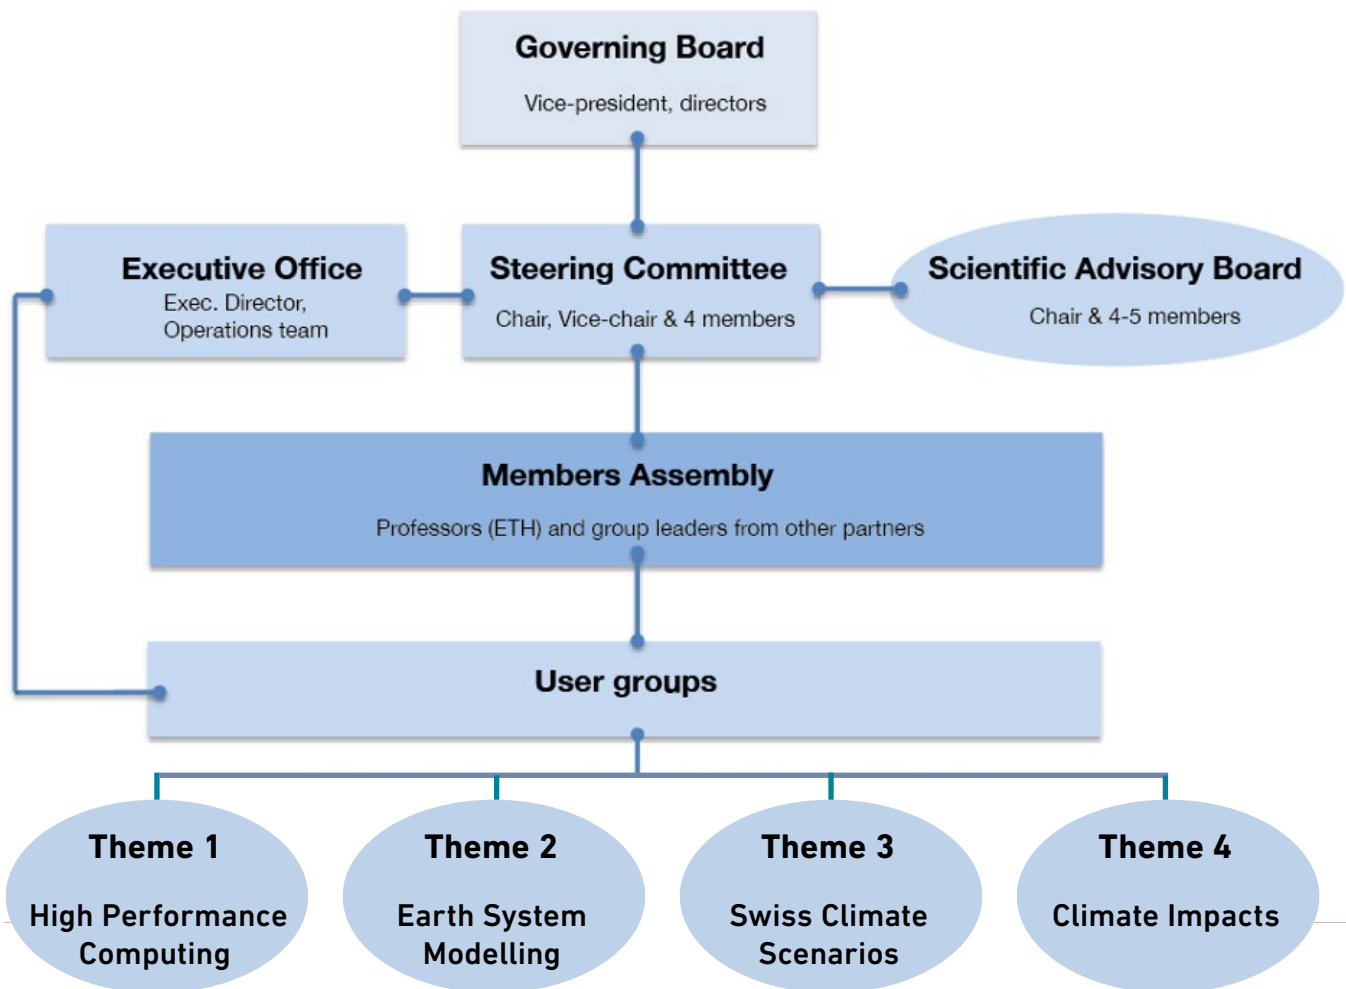 Governing Board
Vice-president, directors
Executive Office
Exec. Director,
Operations team
Steering Committee
Chair, Vice-chair & 4 members
Scientific Advisory Board
Chair & 4-5 members
Members Assembly
Professors (ETH) and group leaders from other partners
User groups
Theme 1
High Performance
Computing
Theme 2
Earth System
Modelling
Theme 3
Swiss Climate
Scenarios
Theme 4
Climate Impacts